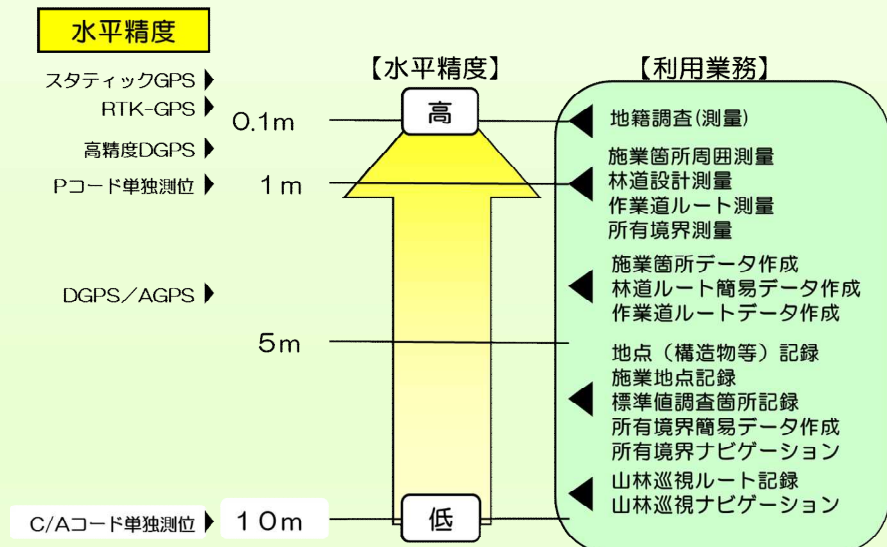 水平精度
スタティックGPS
RTK-GPS
高精度DGPS
Pコード単独測位
DGPS／AGPS
C/Aコード単独測位
0.1m
1m
5m
10m
【水平精度】
高
低
【利用業務】
地籍調査(測量)
施業箇所周囲測量
林道設計測量
作業道ルート測量
所有境界測量
施業箇所データ作成
林道ルート簡易データ作成
作業道ルートデータ作成
地点（構造物等）記録
施業地点記録
標準値調査箇所記録
所有境界簡易データ作成
所有境界ナビゲーション
山林巡視ルート記録
山林巡視ナビゲーション